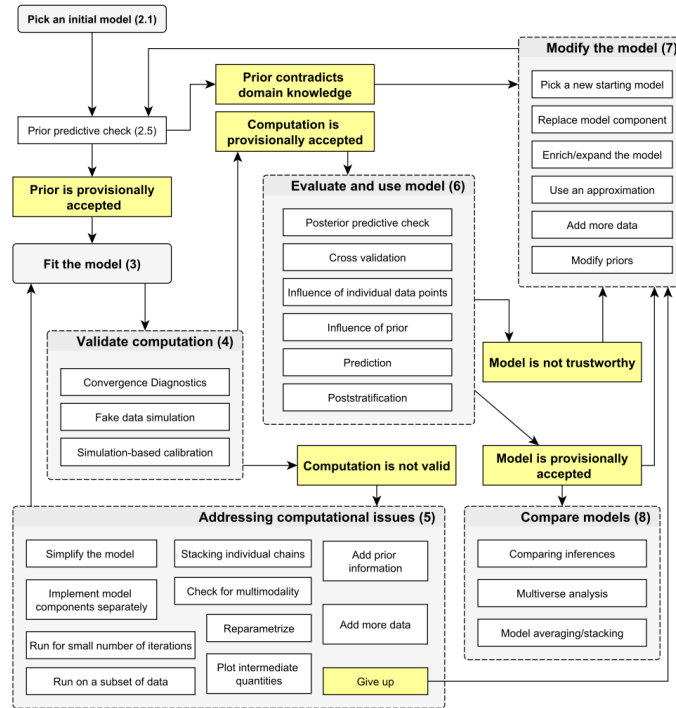 Pick an initial model (2.1)
Modify the model (7)
Pick a new starting model
Replace model component
Enrich/expand the model
Use an approximation
Add more data
Modify priors
Prior contradicts
domain knowledge
Prior predictive check (2.5)
Computation is
provisionally accepted
Prior is provisionally
accepted
Evaluate and use model (6)
Posterior predictive check
Cross validation
Influence of individual data points
Influence of prior
Prediction
Poststratification
Fit the model (3)
Validate computation (4)
Convergence Diagnostics
Fake data simulation
Simulation-based calibration
Model is not trustworthy
Computation is not valid
Model is provisionally
accepted
Addressing computational issues (5)
Simplify the model
Implement model
components separately
Run for small number of iterations
Run on a subset of data
Stacking individual chains
Check for multimodality
Reparametrize
Plot intermediate
quantities
Add prior
information
Add more data
Give up
Compare models (8)
Comparing inferences
Multiverse analysis
Model averaging/stacking